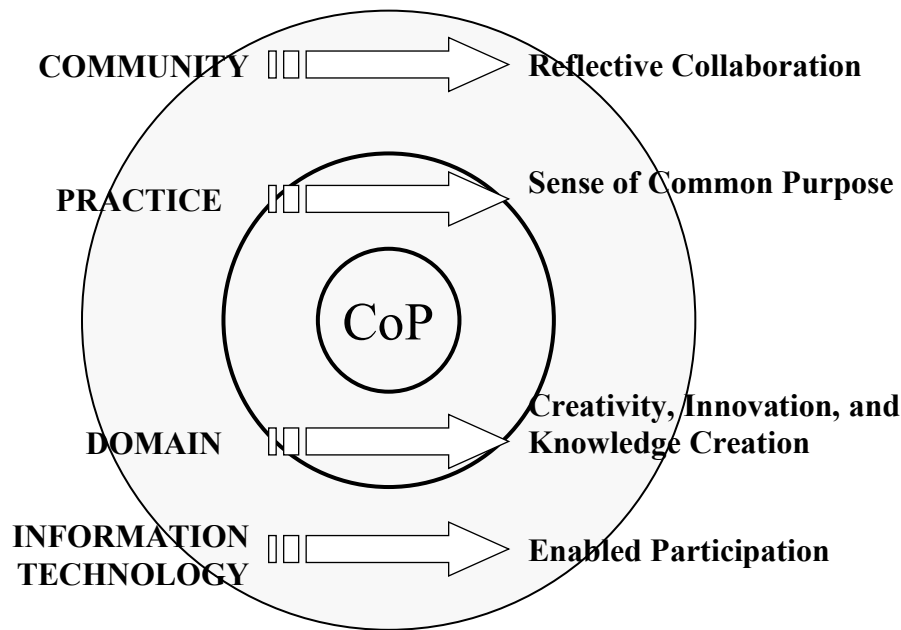 COMMUNITY
Reflective Collaboration
PRACTICE
Sense of Common Purpose
CoP
DOMAIN
Creativity, Innovation, and
Knowledge Creation
INFORMATION
TECHNOLOGY
Enabled Participation